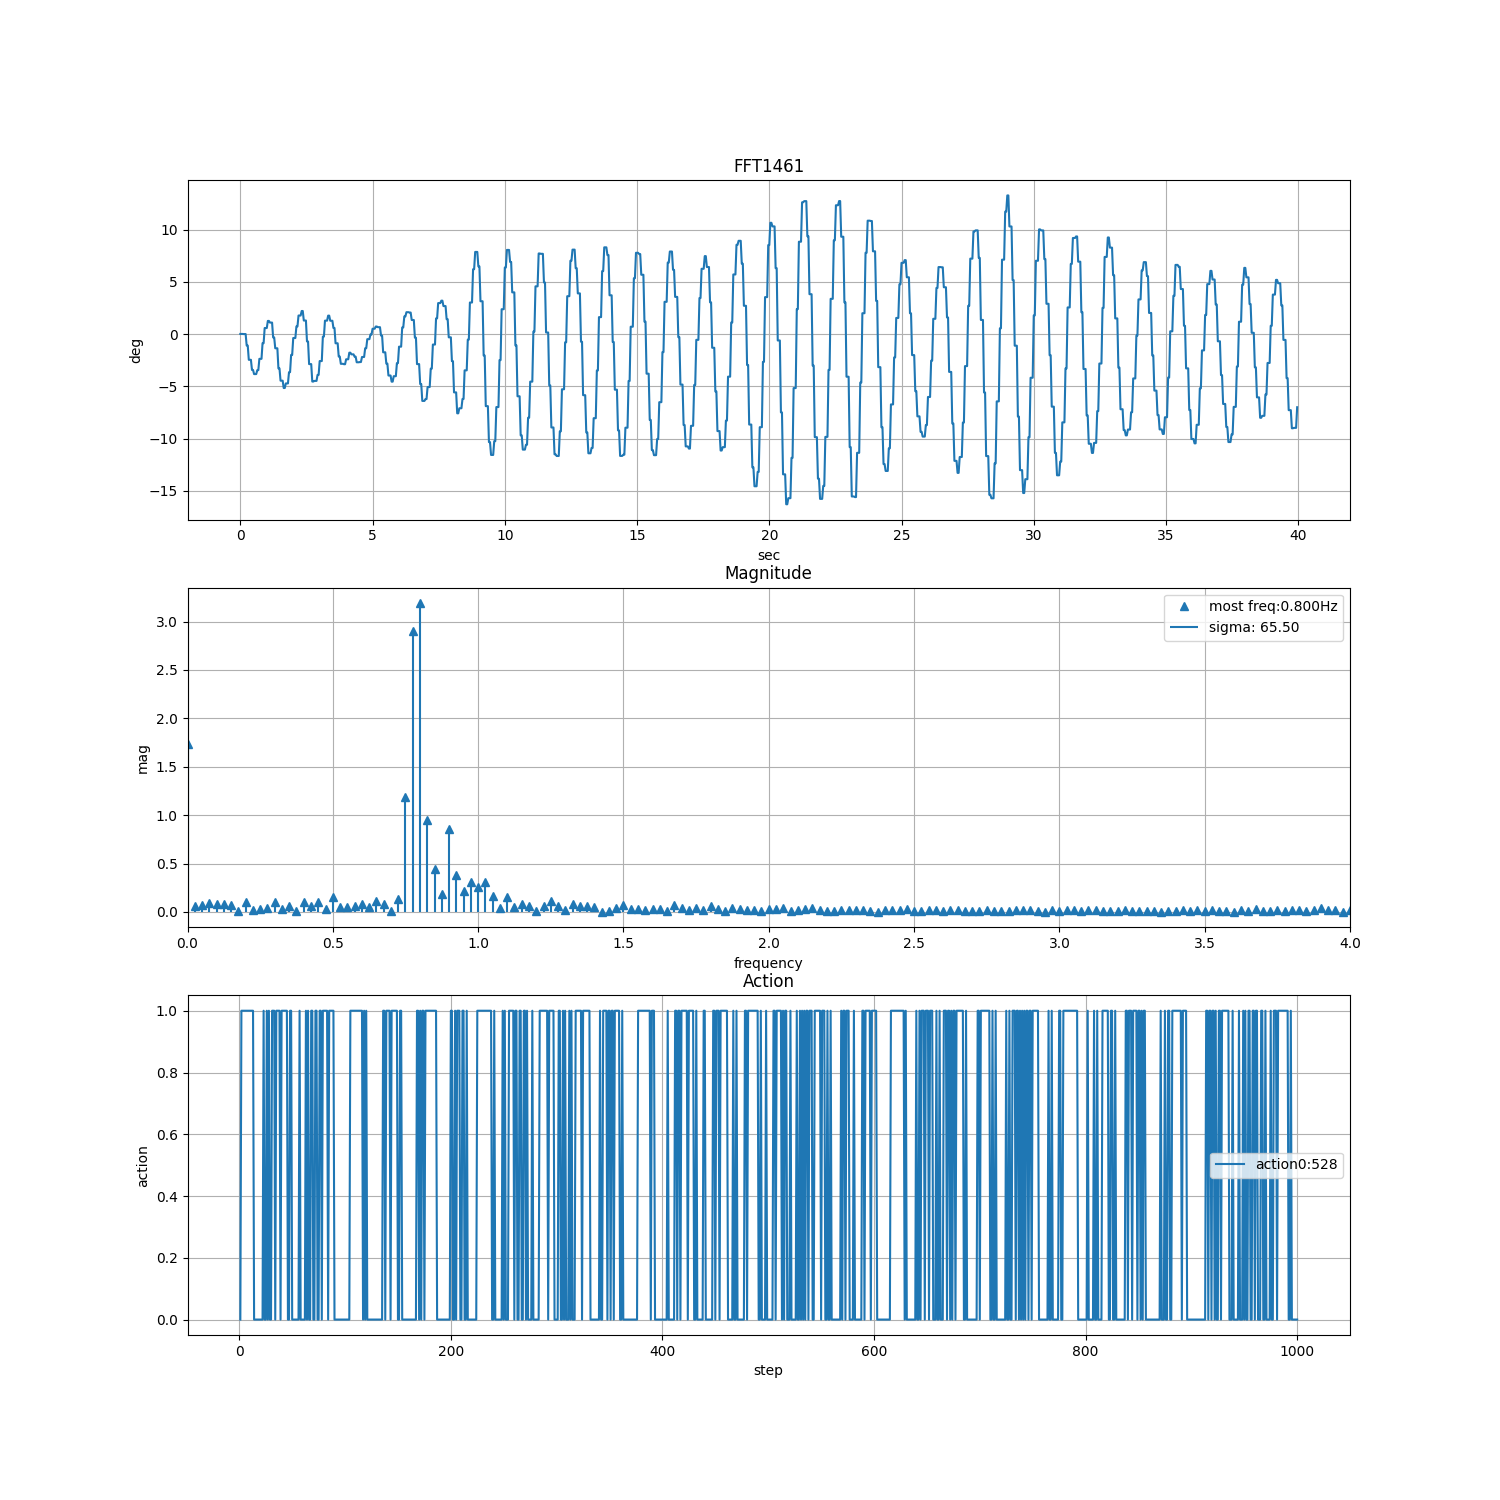 FFT1461
deg
10
5
0
−5
−10
−15
0 5 10 15 20 25 30 35 40
sec
Magnitude
mag
3.0
2.5
2.0
1.5
1.0
0.5
0.0
most freq:0.800Hz
sigma: 65.50
0.0 0.5 1.0 1.5 2.0 2.5 3.0 3.5 4.0
frequency
Action
action
1.0
0.8
0.6
0.4
0.2
0.0
action0:528
0 200 400 600 800 1000
step